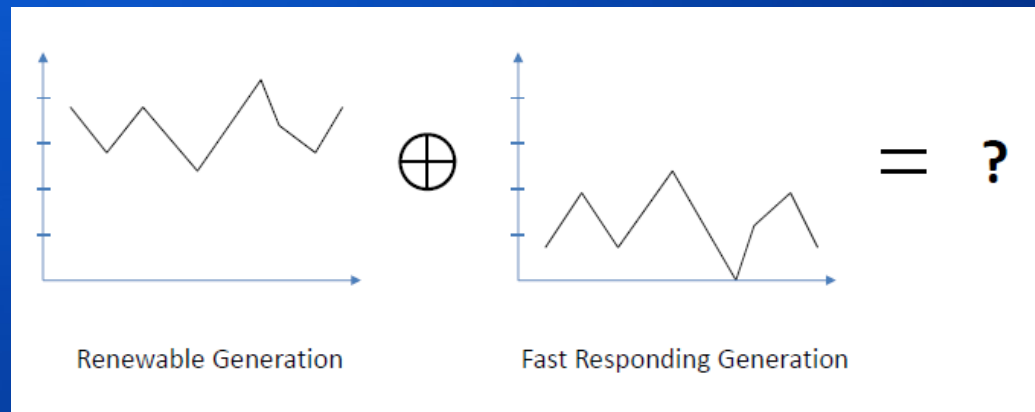 = ?
Renewable Generation
Fast Responding Generation